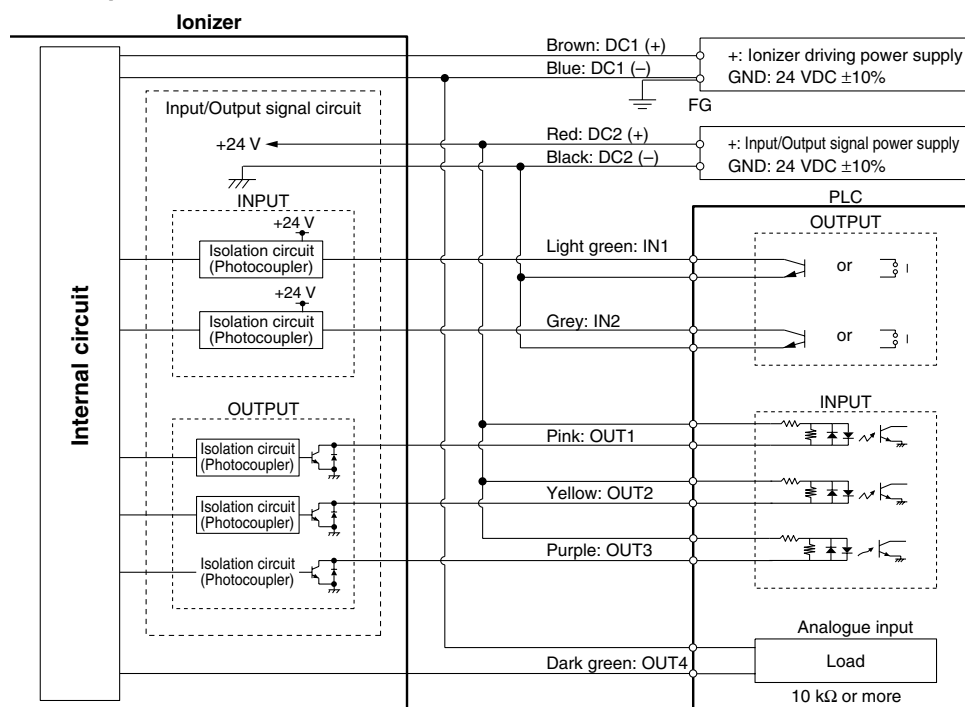 Ionizer
Brown: DC1 (+)
Blue: DC1 (–)
+: Ionizer driving power supply
GND: 24 VDC ±10%
FG
Input/Output signal circuit
+24 V
Red: DC2 (+)
Black: DC2 (–)
+: Input/Output signal power supply
GND: 24 VDC ±10%
PLC
INPUT
+24 V
Isolation circuit
(Photocoupler)
+24 V
Isolation circuit
(Photocoupler)
Light green: IN1
Grey: IN2
OUTPUT
or
or
Internal circuit
OUTPUT
Isolation circuit
(Photocoupler)
Isolation circuit
(Photocoupler)
Isolation circuit
(Photocoupler)
Pink: OUT1
Yellow: OUT2
Purple: OUT3
INPUT
Analogue input
Dark green: OUT4
Load
10 kΩ or more